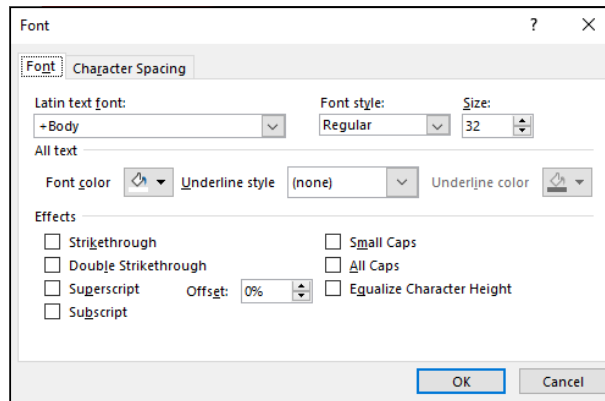 Font ? ×
Font Character Spacing
Latin text font: Font style: Size:
+Body Regular 32
All text
Font color Underline style (none) Underline color
Effects
Strikethrough Small Caps
Double Strikethrough All Caps
Superscript Offset: 0% Equalize Character Height
Subscript
OK Cancel